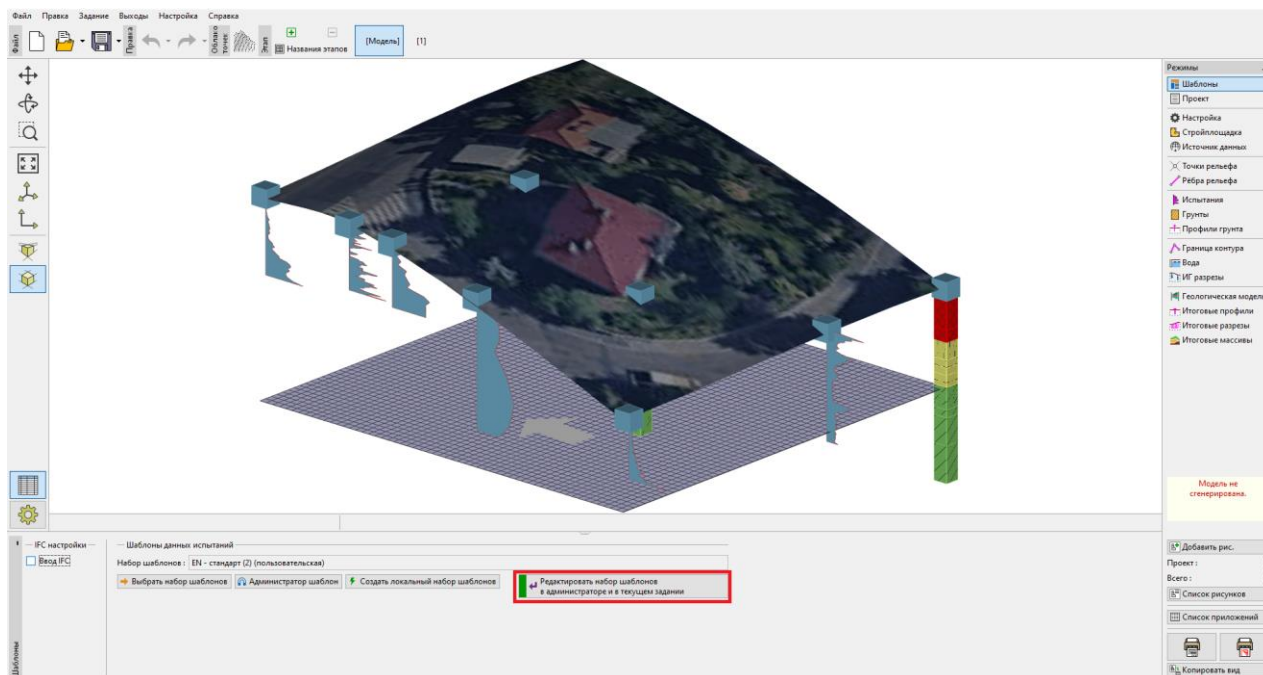 Файл Правка Задание Выходы Настройка Справка
Файл
Правка
Облако точек
Этап
Названия этапов
[Модель] [1]
Режимы
Шаблоны
Проект
Настройка
Стройплощадка
Источник данных
Точки рельефа
Рёбра рельефа
Испытания
Грунты
Профили грунта
Граница контура
Вода
ИГ разрезы
Геологическая модель
Итоговые профили
Итоговые разрезы
Итоговые массивы
Модель не
сгенерирована.
IFC настройки
Ввод IFC
Шаблоны данных испытаний
Набор шаблонов : EN - стандарт (2) (пользовательская)
Выбрать набор шаблонов Администратор шаблон Создать локальный набор шаблонов
Редактировать набор шаблонов
в администраторе и в текущем задании
Шаблоны
Добавить рис.
Проект :
Всего :
Список рисунков
Список приложений
Копировать вид